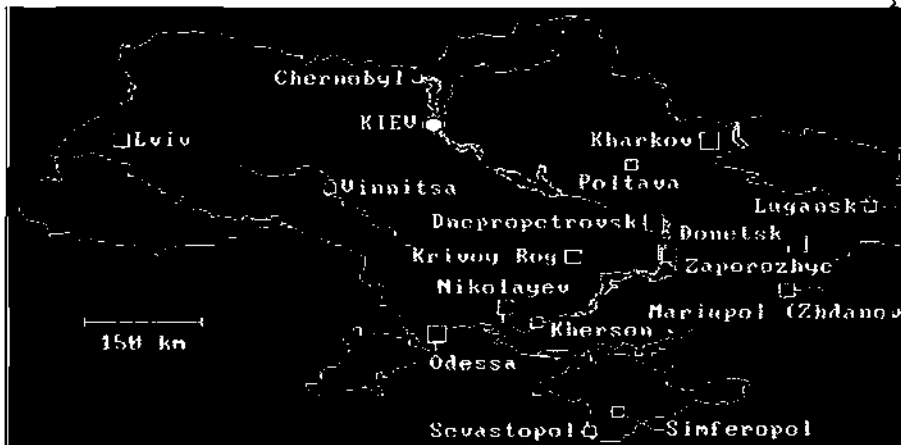 Chernobyl
KIEV
Lviv
Kharkov
Poltava
Vinnitsa
Lugansk
Dnepropetrovsk
Donetsk
Krivoy Rog
Zaporozhye
Nikolayev
Mariupol (Zhdanov
Kherson
150 km
Odessa
Sevastopol
Simferopol